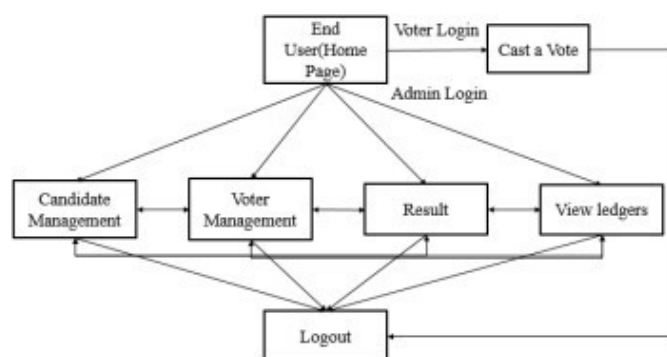 End
User(Home
Page)
Voter Login
Cast a Vote
Admin Login
Candidate
Management
Voter
Management
Result
View ledgers
Logout